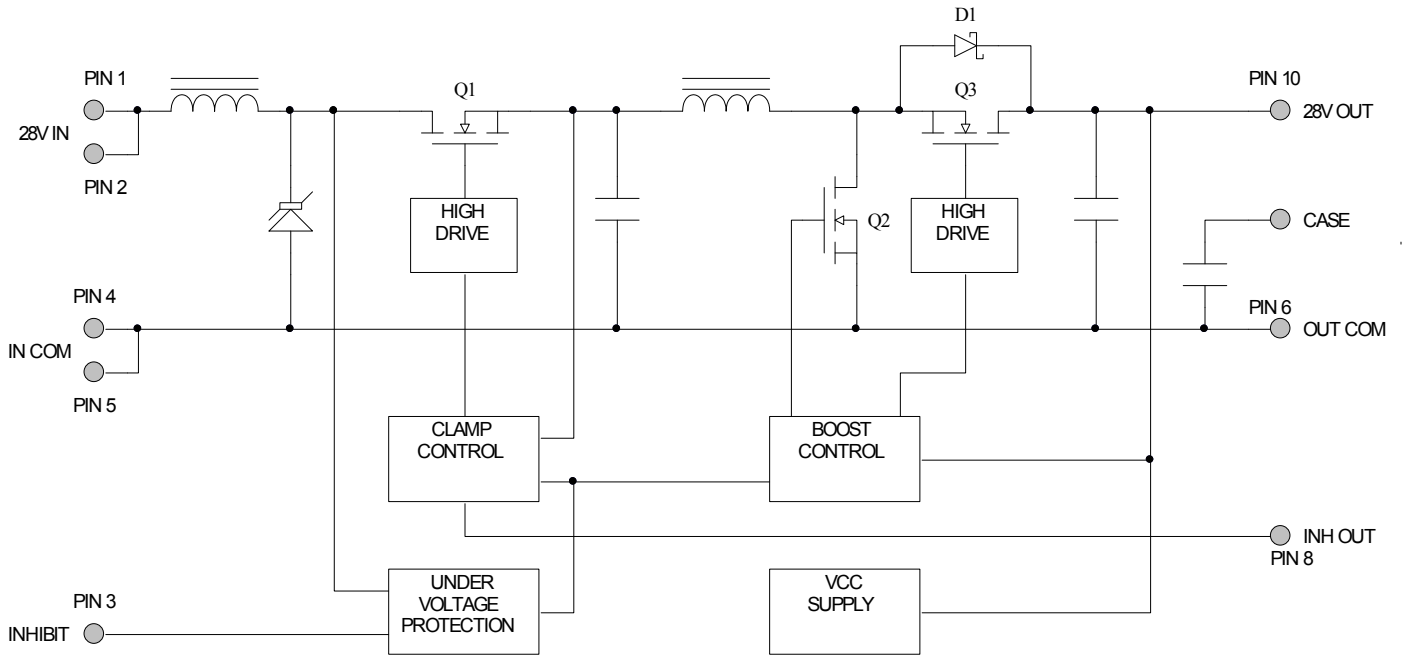 D1
PIN 1
Q1
Q3
PIN 10
28V IN
28V OUT
PIN 2
HIGH
DRIVE
Q2
HIGH
DRIVE
CASE
PIN 4
PIN 6
IN COM
OUT COM
PIN 5
CLAMP
CONTROL
BOOST
CONTROL
INH OUT
PIN 8
UNDER
VOLTAGE
PROTECTION
VCC
SUPPLY
PIN 3
INHIBIT